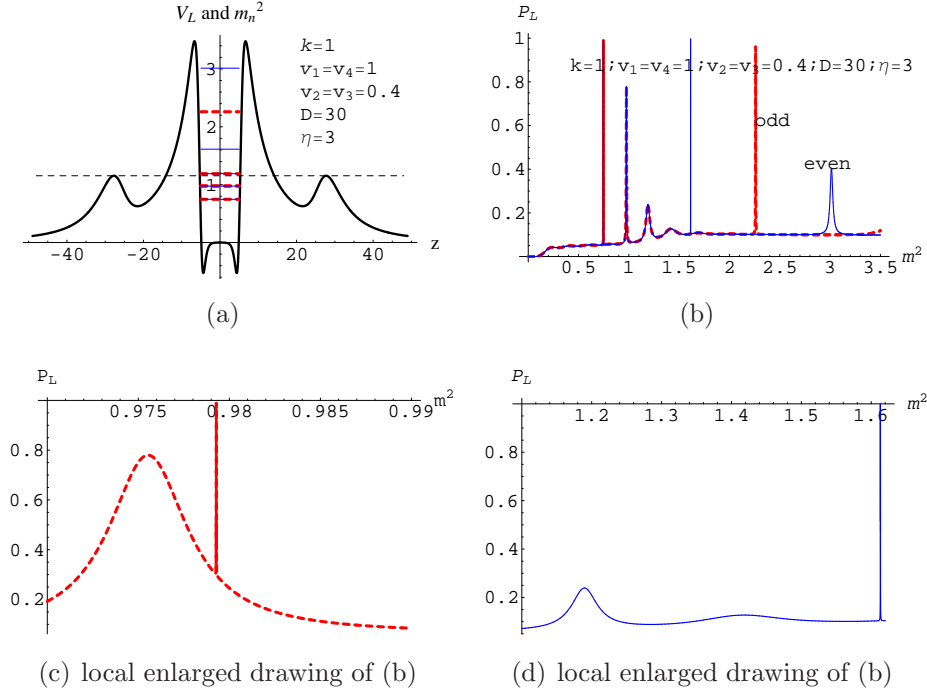 V_L and m_n^2
k=1
v_1=v_4=1
v_2=v_3=0.4
D=30
η=3
3
2
1
-40 -20 20 40 z
(a)
P_L
1
0.8
0.6
0.4
0.2
k=1;v_1=v_4=1;v_2=v_3=0.4;D=30;η=3
odd
even
0.5 1 1.5 2 2.5 3 3.5 m^2
(b)
P_L
0.975 0.98 0.985 0.99 m^2
0.8
0.6
0.4
0.2
(c) local enlarged drawing of (b)
P_L
1.2 1.3 1.4 1.5 1.6 m^2
0.8
0.6
0.4
0.2
(d) local enlarged drawing of (b)